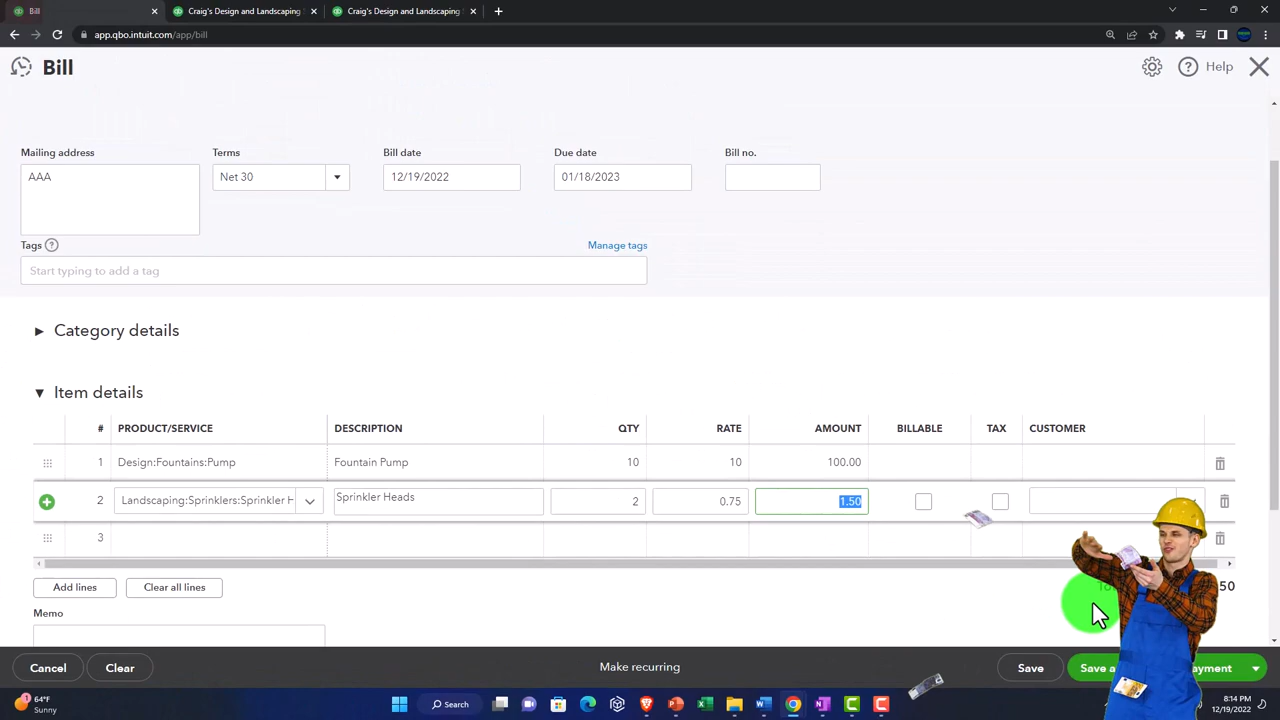 Bill
Craig's Design and Landscaping
Craig's Design and Landscaping
app.qbo.intuit.com/app/bill
Bill
Help
Mailing address
Terms
Bill date
Due date
Bill no.
AAA
Net 30
12/19/2022
01/18/2023
Tags
Manage tags
Start typing to add a tag
Category details
Item details
# PRODUCT/SERVICE DESCRIPTION QTY RATE AMOUNT BILLABLE TAX CUSTOMER
1 Design:Fountains:Pump Fountain Pump 10 10 100.00
2 Landscaping:Sprinklers:Sprinkler H Sprinkler Heads 2 0.75 1.50
3
Add lines
Clear all lines
50
Memo
Cancel
Clear
Make recurring
Save
Save a
ayment
64°F
Sunny
Search
8:14 PM
12/19/2022